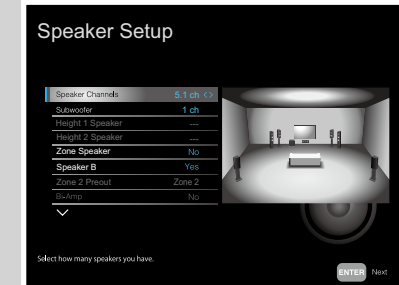 Speaker Setup
Speaker Channels 5.1 ch <>
Subwoofer 1 ch
Height 1 Speaker ---
Height 2 Speaker ---
Zone Speaker No
Speaker B Yes
Zone 2 Preout Zone 2
Bi-Amp No
Select how many speakers you have.
ENTER Next